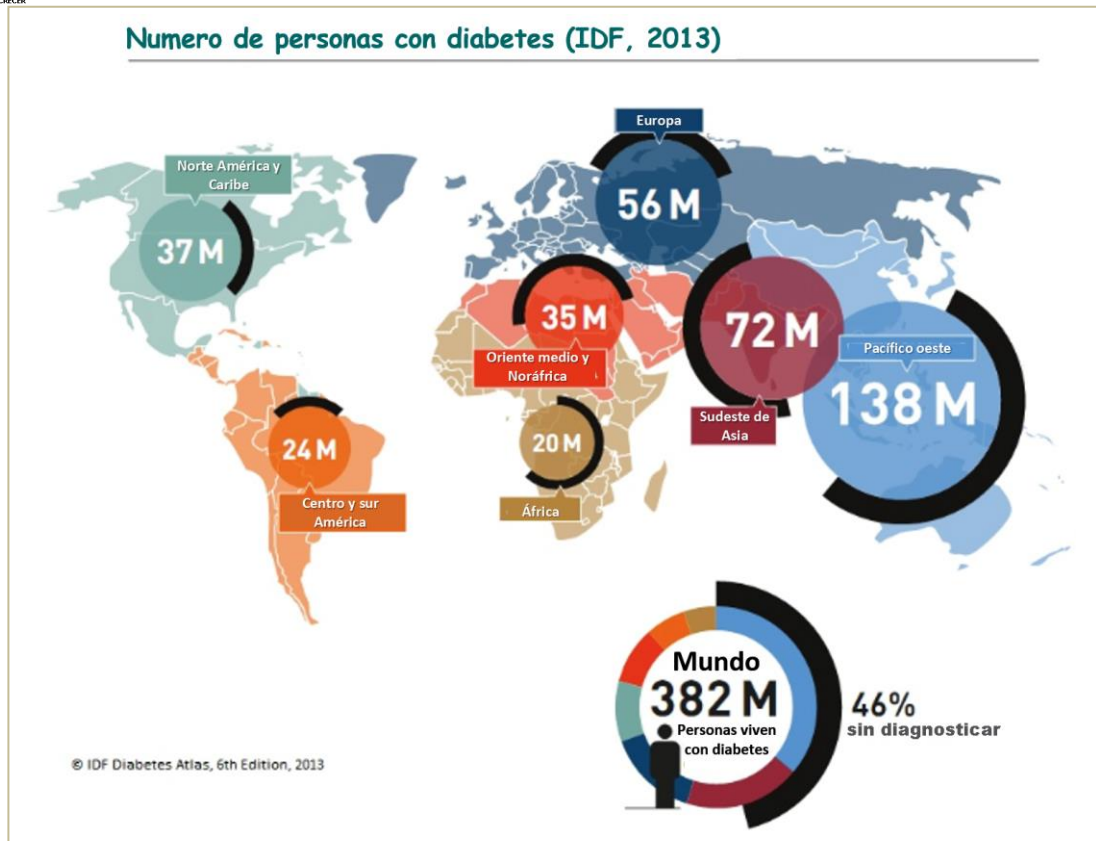 CRECER
Numero de personas con diabetes (IDF, 2013)
Europa
56 M
Norte América y
Caribe
37 M
35 M
Oriente medio y
Noráfrica
72 M
Sudeste de
Asia
Pacífico oeste
138 M
24 M
Centro y sur
América
20 M
África
Mundo
382 M
Personas viven
con diabetes
46%
sin diagnosticar
© IDF Diabetes Atlas, 6th Edition, 2013